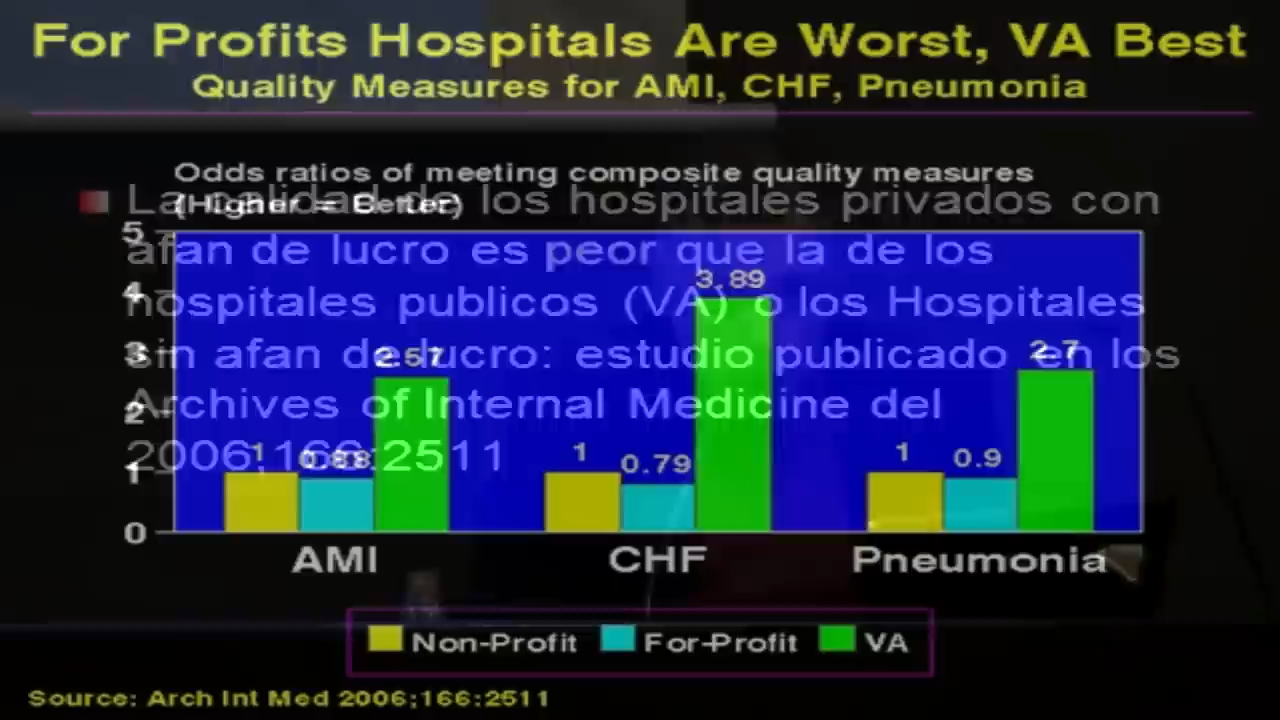 For Profits Hospitals Are Worst, VA Best
Quality Measures for AMI, CHF, Pneumonia
Odds ratios of meeting composite quality measures
(Higher = Better)
La calidad de los hospitales privados con
afan de lucro es peor que la de los
hospitales publicos (VA) o los Hospitales
sin afan de lucro: estudio publicado en los
Archives of Internal Medicine del
2006;166:2511
5
4
3
2
1
0
1 0.88 2.57
1 0.79 3.89
1 0.9 2.7
AMI CHF Pneumonia
Non-Profit For-Profit VA
Source: Arch Int Med 2006;166:2511